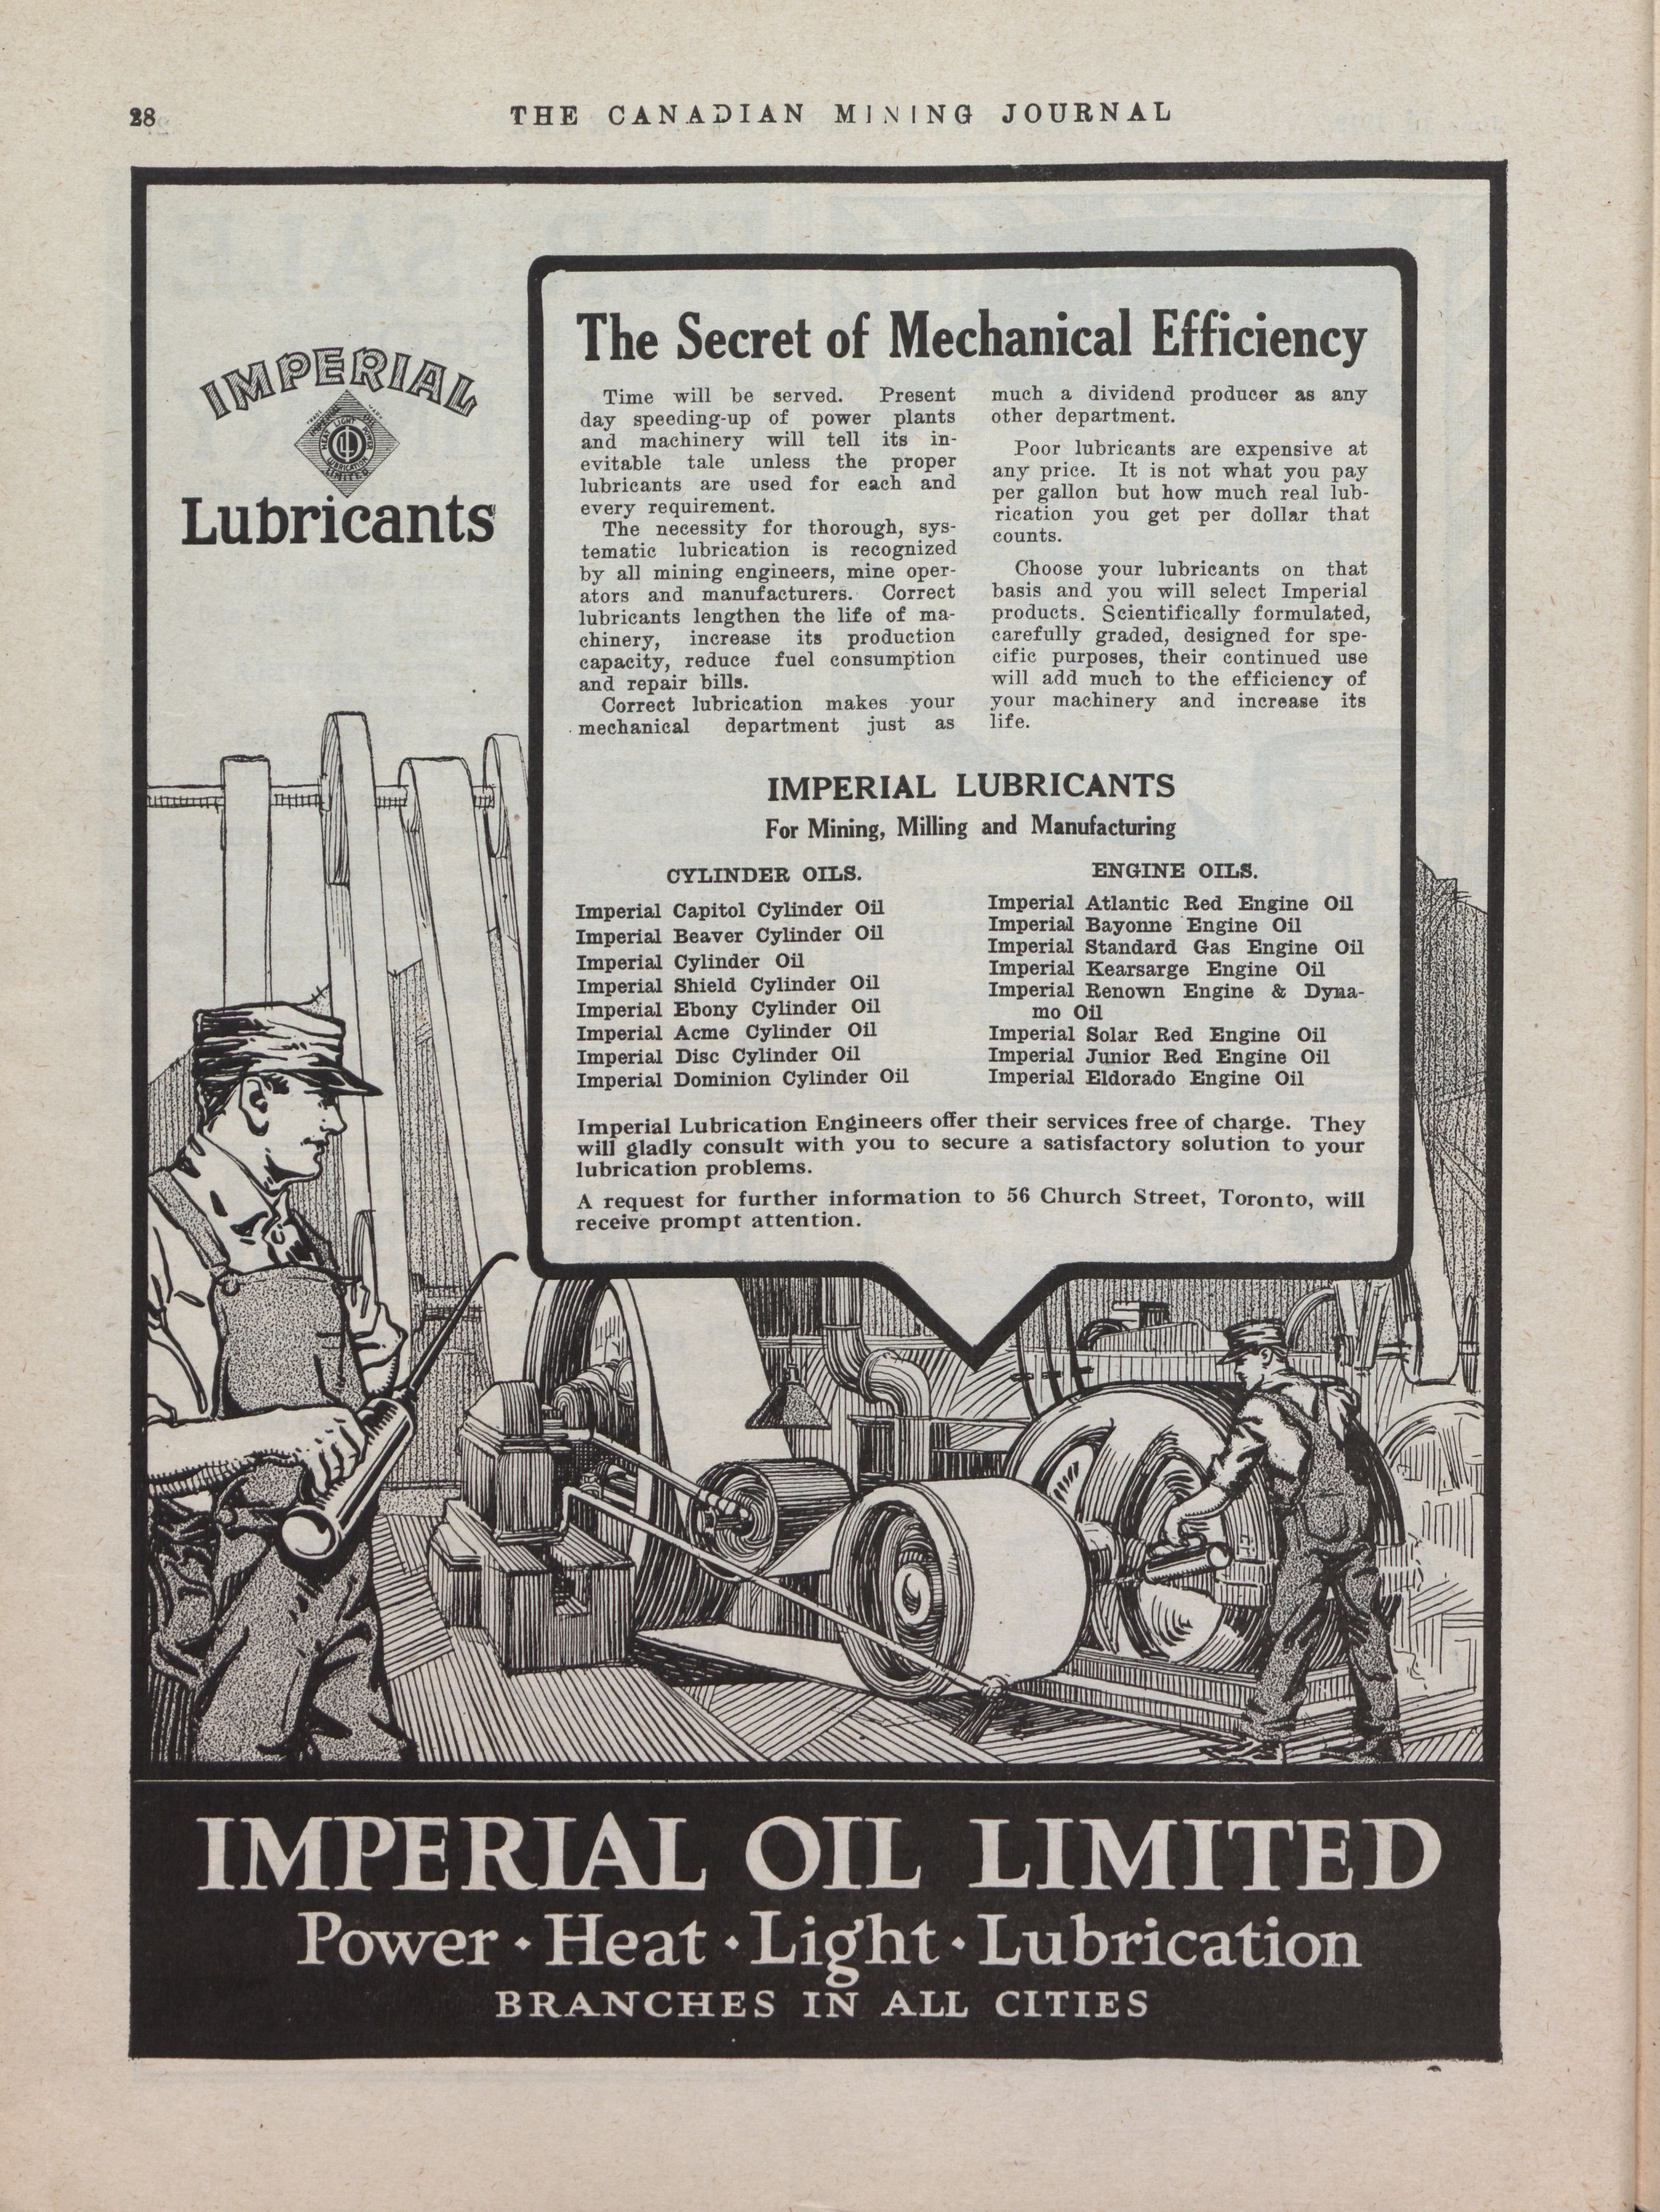 28
THE CANADIAN MINING JOURNAL
IMPERIAL
LIGHT
LUBRICATION
LIMITED
Lubricants
The Secret of Mechanical Efficiency
Time will be served. Present
day speeding-up of power plants
and machinery will tell its in-
evitable tale unless the proper
lubricants are used for each and
every requirement.
The necessity for thorough, sys-
tematic lubrication is recognized
by all mining engineers, mine oper-
ators and manufacturers. Correct
lubricants lengthen the life of ma-
chinery, increase its production
capacity, reduce fuel consumption
and repair bills.
Correct lubrication makes your
mechanical department just as
much a dividend producer as any
other department.
Poor lubricants are expensive at
any price. It is not what you pay
per gallon but how much real lub-
rication you get per dollar that
counts.
Choose your lubricants on that
basis and you will select Imperial
products. Scientifically formulated,
carefully graded, designed for spe-
cific purposes, their continued use
will add much to the efficiency of
your machinery and increase its
life.
IMPERIAL LUBRICANTS
For Mining, Milling and Manufacturing
CYLINDER OILS.
Imperial Capitol Cylinder Oil
Imperial Beaver Cylinder Oil
Imperial Cylinder Oil
Imperial Shield Cylinder Oil
Imperial Ebony Cylinder Oil
Imperial Acme Cylinder Oil
Imperial Disc Cylinder Oil
Imperial Dominion Cylinder Oil
ENGINE OILS.
Imperial Atlantic Red Engine Oil
Imperial Bayonne Engine Oil
Imperial Standard Gas Engine Oil
Imperial Kearsarge Engine Oil
Imperial Renown Engine & Dyna-
mo Oil
Imperial Solar Red Engine Oil
Imperial Junior Red Engine Oil
Imperial Eldorado Engine Oil
Imperial Lubrication Engineers offer their services free of charge. They
will gladly consult with you to secure a satisfactory solution to your
lubrication problems.
A request for further information to 56 Church Street, Toronto, will
receive prompt attention.
IMPERIAL OIL LIMITED
Power · Heat · Light · Lubrication
BRANCHES IN ALL CITIES